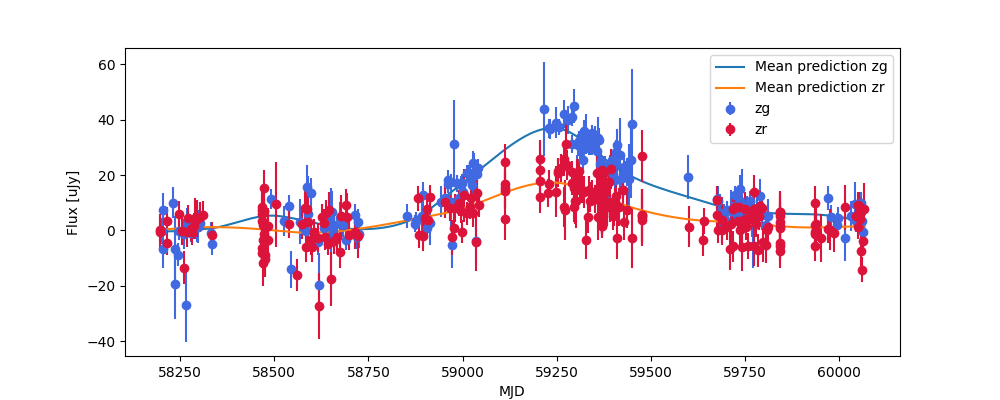 60
40
20
0
−20
−40
Flux [uJy]
58250
58500
58750
59000
59250
59500
59750
60000
MJD
Mean prediction zg
Mean prediction zr
zg
zr